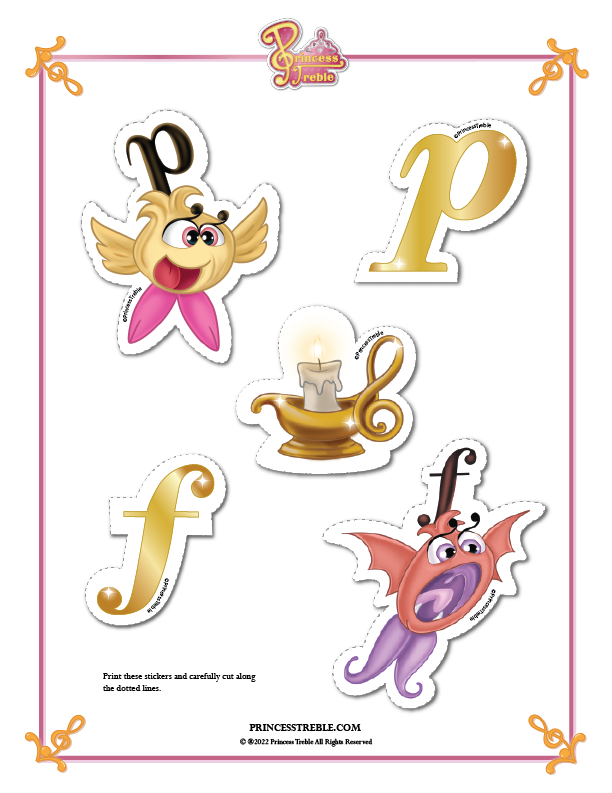 Princess
Treble
p
©PrincessTreble
p
©PrincessTreble
©PrincessTreble
f
©PrincessTreble
f
©PrincessTreble
Print these stickers and carefully cut along
the dotted lines.
PRINCESSTREBLE.COM
© ®2022 Princess Treble All Rights Reserved